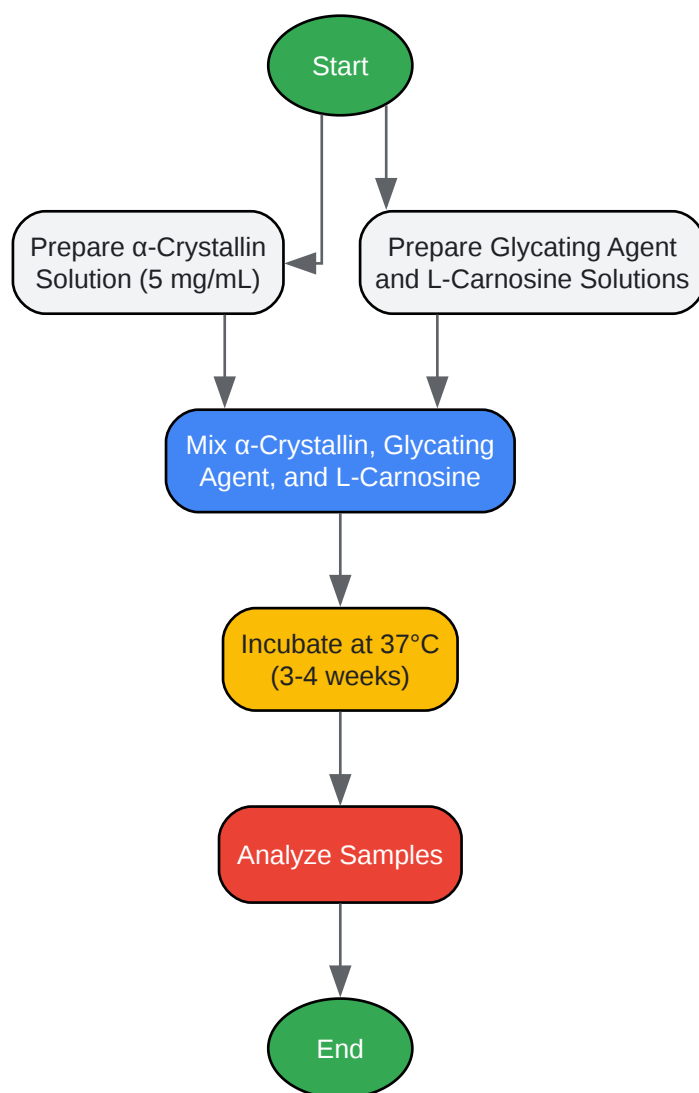 Start
Prepare α-Crystallin
Solution (5 mg/mL)
Prepare Glycating Agent
and L-Carnosine Solutions
Mix α-Crystallin, Glycating
Agent, and L-Carnosine
Incubate at 37°C
(3-4 weeks)
Analyze Samples
End